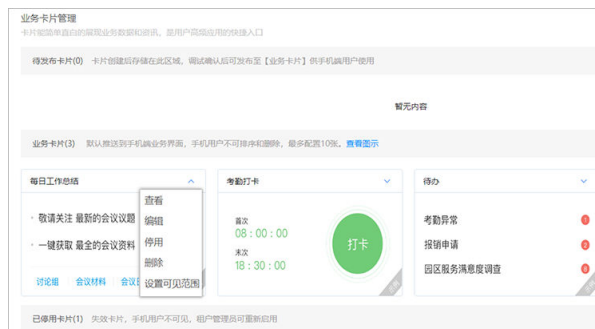 业务卡片管理
卡片能简单直白的展现业务数据和资讯，是用户高频应用的快捷入口
待发布卡片(0) 卡片创建后存储在此区域，调试确认后可发布至【业务卡片】供手机端用户使用
暂无内容
业务卡片(3) 默认推送到手机端业务界面，手机用户不可排序和删除，最多配置10张。查看图示
每日工作总结
敬请关注 最新的会议议题
一键获取 最全的会议资料
讨论组 会议材料 会议日
查看
编辑
停用
删除
设置可见范围
考勤打卡
首次
08：00：00
末次
18：30：00
打卡
待办
考勤异常
报销申请
园区服务满意度调查
已停用卡片(1) 失效卡片，手机用户不可见，租户管理员可重新启用